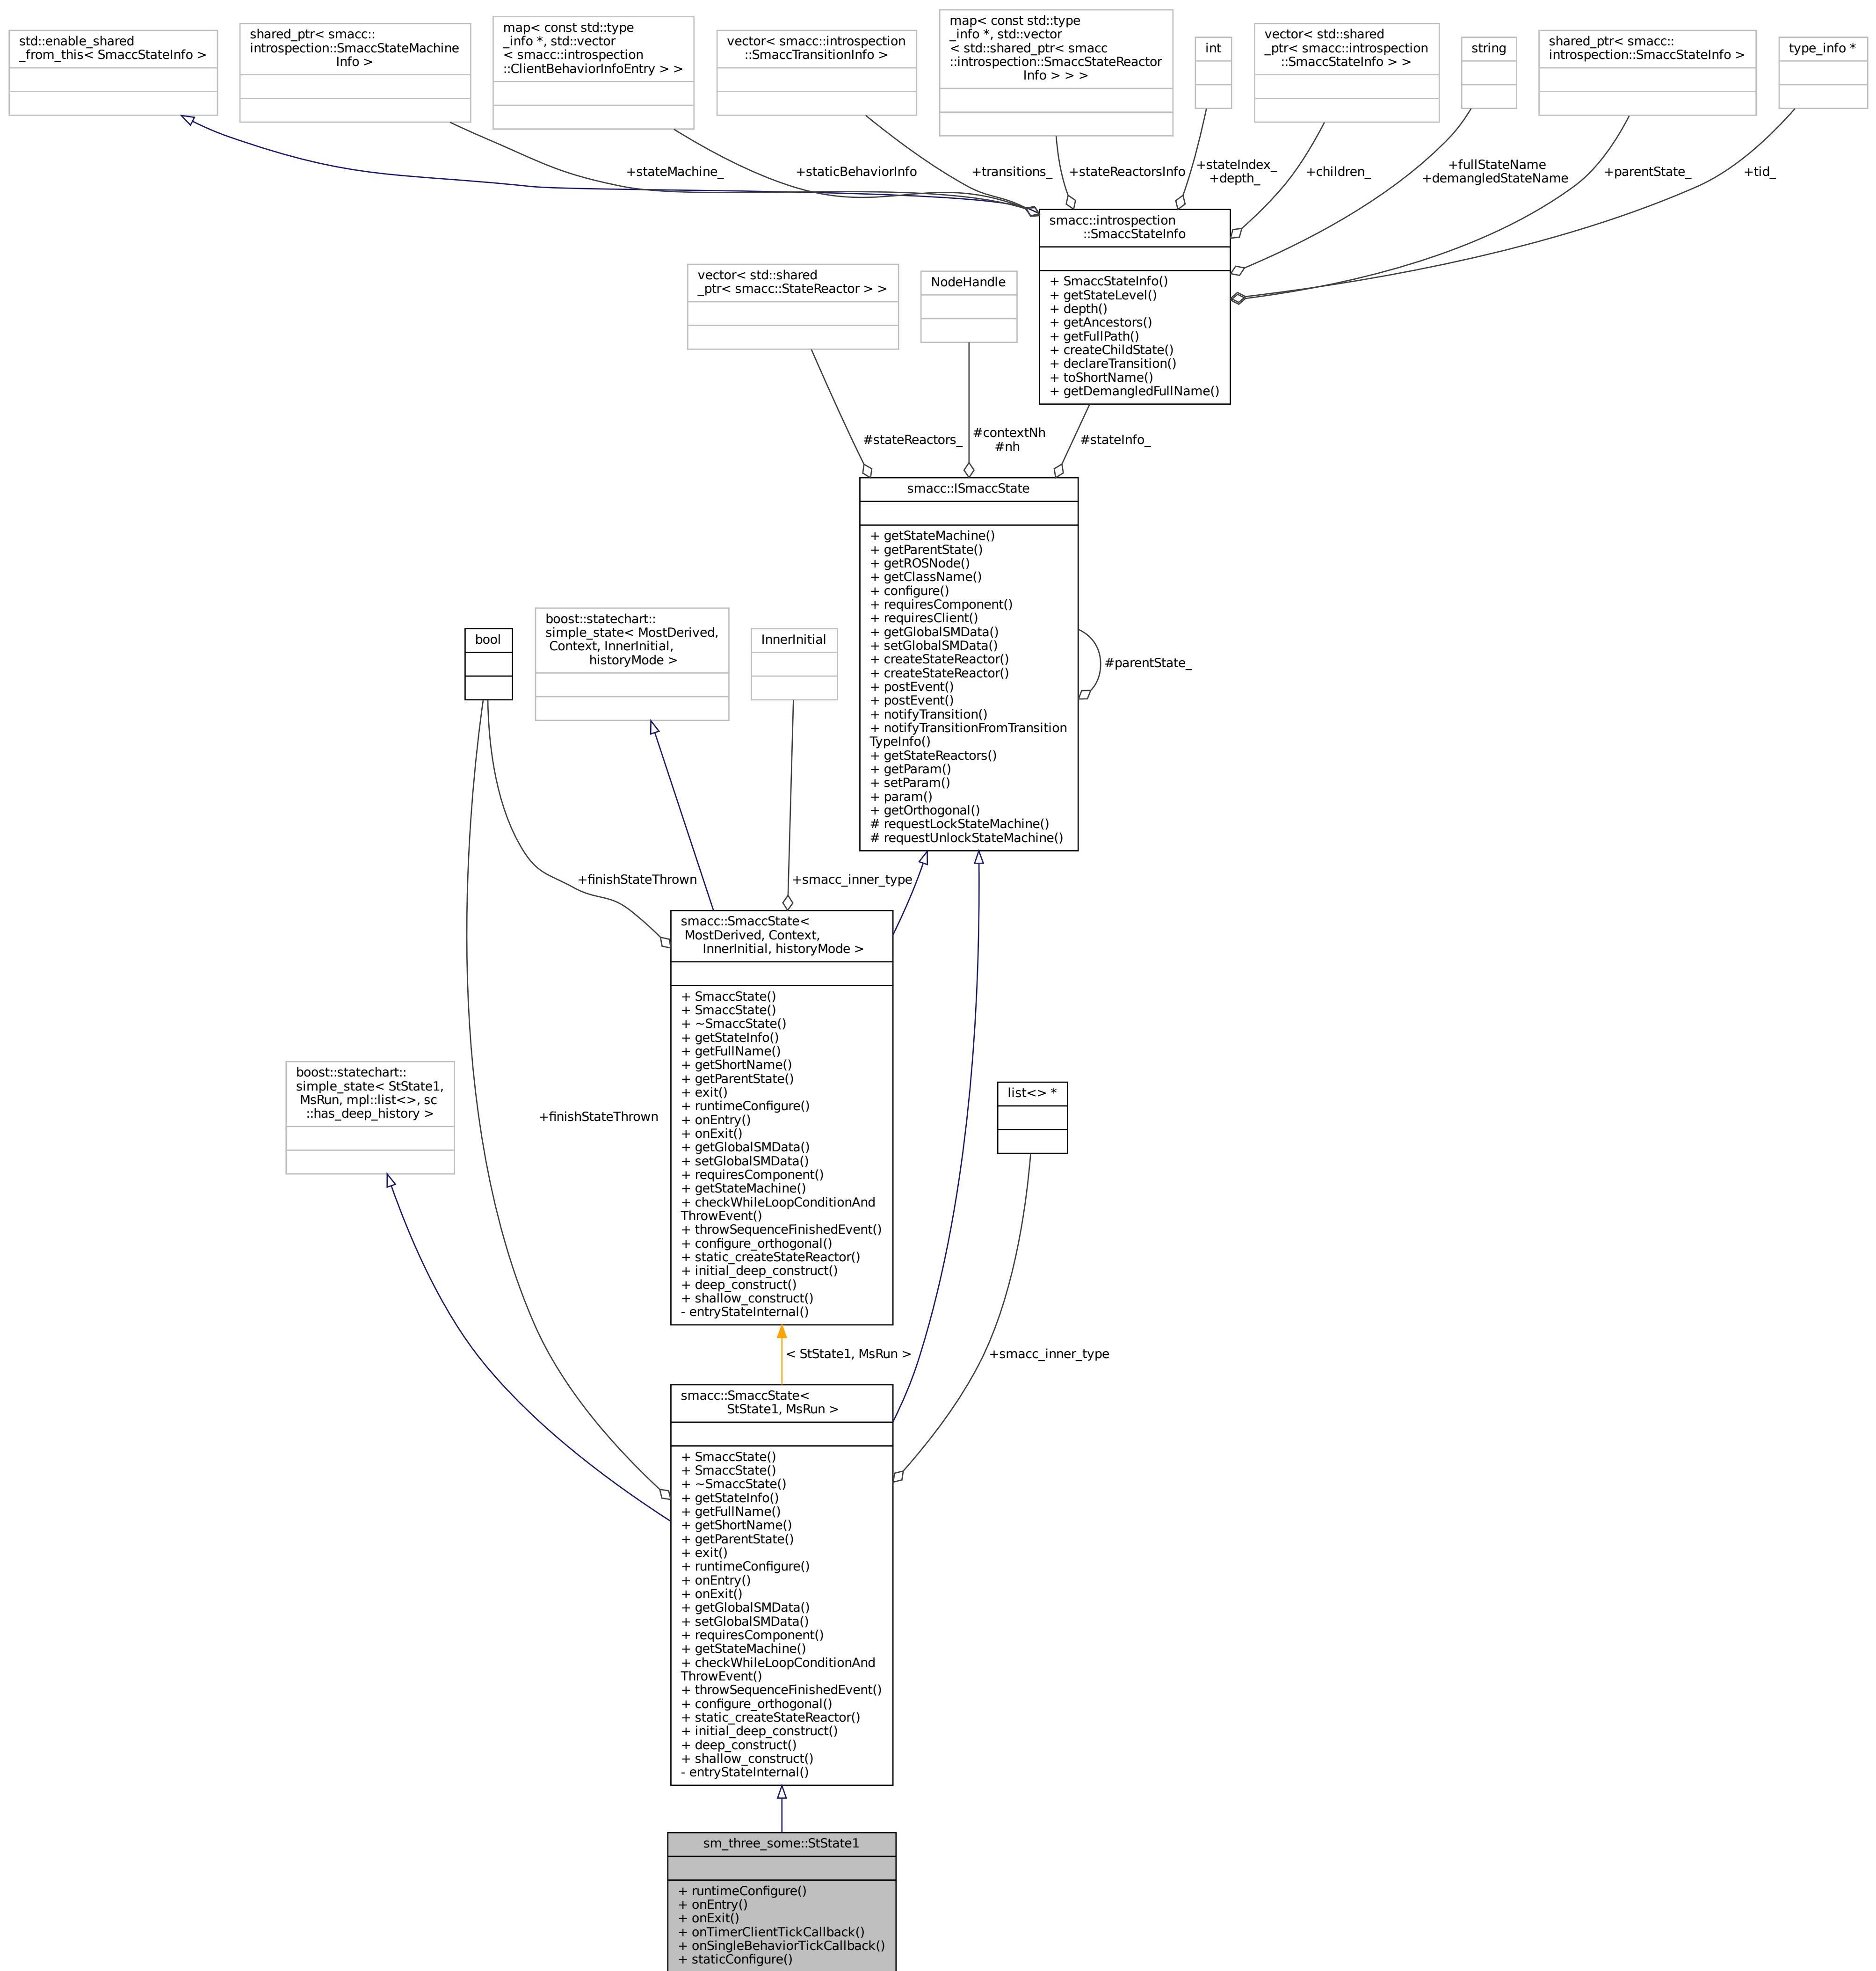 std::enable_shared
_from_this< SmaccStateInfo >
shared_ptr< smacc::
introspection::SmaccStateMachine
Info >
map< const std::type
_info *, std::vector
< smacc::introspection
::ClientBehaviorInfoEntry > >
vector< smacc::introspection
::SmaccTransitionInfo >
map< const std::type
_info *, std::vector
< std::shared_ptr< smacc
::introspection::SmaccStateReactor
Info > > >
int
vector< std::shared
_ptr< smacc::introspection
::SmaccStateInfo > >
string
shared_ptr< smacc::
introspection::SmaccStateInfo >
type_info *
+stateMachine_
+staticBehaviorInfo
+transitions_
+stateReactorsInfo
+stateIndex_
+depth_
+children_
+fullStateName
+demangledStateName
+parentState_
+tid_
smacc::introspection
::SmaccStateInfo
+ SmaccStateInfo()
+ getStateLevel()
+ depth()
+ getAncestors()
+ getFullPath()
+ createChildState()
+ declareTransition()
+ toShortName()
+ getDemangledFullName()
vector< std::shared
_ptr< smacc::StateReactor > >
NodeHandle
#stateReactors_
#contextNh
#nh
#stateInfo_
smacc::ISmaccState
+ getStateMachine()
+ getParentState()
+ getROSNode()
+ getClassName()
+ configure()
+ requiresComponent()
+ requiresClient()
+ getGlobalSMData()
+ setGlobalSMData()
+ createStateReactor()
+ createStateReactor()
+ postEvent()
+ postEvent()
+ notifyTransition()
+ notifyTransitionFromTransition
TypeInfo()
+ getStateReactors()
+ getParam()
+ setParam()
+ param()
+ getOrthogonal()
# requestLockStateMachine()
# requestUnlockStateMachine()
#parentState_
bool
boost::statechart::
simple_state< MostDerived,
Context, InnerInitial,
historyMode >
InnerInitial
+finishStateThrown
+smacc_inner_type
smacc::SmaccState<
MostDerived, Context,
InnerInitial, historyMode >
+ SmaccState()
+ SmaccState()
+ ~SmaccState()
+ getStateInfo()
+ getFullName()
+ getShortName()
+ getParentState()
+ exit()
+ runtimeConfigure()
+ onEntry()
+ onExit()
+ getGlobalSMData()
+ setGlobalSMData()
+ requiresComponent()
+ getStateMachine()
+ checkWhileLoopConditionAnd
ThrowEvent()
+ throwSequenceFinishedEvent()
+ configure_orthogonal()
+ static_createStateReactor()
+ initial_deep_construct()
+ deep_construct()
+ shallow_construct()
- entryStateInternal()
boost::statechart::
simple_state< StState1,
MsRun, mpl::list<>, sc
::has_deep_history >
+finishStateThrown
list<> *
< StState1, MsRun >
+smacc_inner_type
smacc::SmaccState<
StState1, MsRun >
+ SmaccState()
+ SmaccState()
+ ~SmaccState()
+ getStateInfo()
+ getFullName()
+ getShortName()
+ getParentState()
+ exit()
+ runtimeConfigure()
+ onEntry()
+ onExit()
+ getGlobalSMData()
+ setGlobalSMData()
+ requiresComponent()
+ getStateMachine()
+ checkWhileLoopConditionAnd
ThrowEvent()
+ throwSequenceFinishedEvent()
+ configure_orthogonal()
+ static_createStateReactor()
+ initial_deep_construct()
+ deep_construct()
+ shallow_construct()
- entryStateInternal()
sm_three_some::StState1
+ runtimeConfigure()
+ onEntry()
+ onExit()
+ onTimerClientTickCallback()
+ onSingleBehaviorTickCallback()
+ staticConfigure()